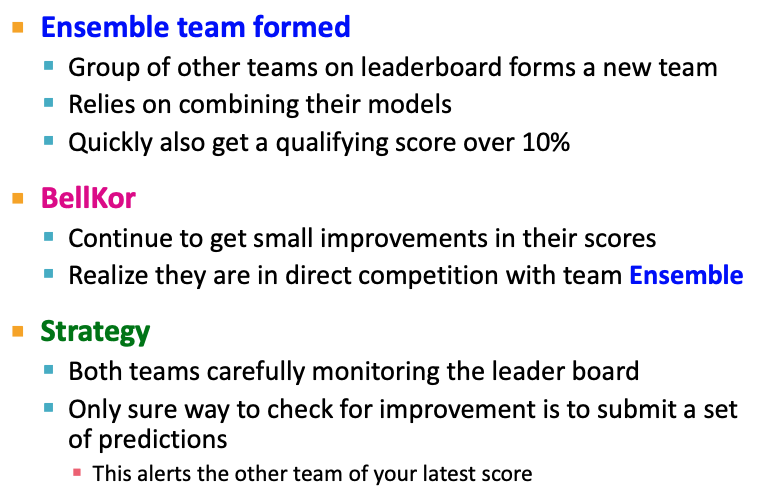 Ensemble team formed
Group of other teams on leaderboard forms a new team
Relies on combining their models
Quickly also get a qualifying score over 10%
BellKor
Continue to get small improvements in their scores
Realize they are in direct competition with team Ensemble
Strategy
Both teams carefully monitoring the leader board
Only sure way to check for improvement is to submit a set
of predictions
This alerts the other team of your latest score